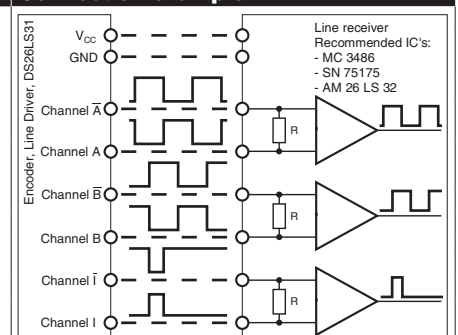 Encoder, Line Driver, DS26LS31
VCC
GND
Channel A̅
Channel A
Channel B̅
Channel B
Channel I̅
Channel I
Line receiver
Recommended IC's:
- MC 3486
- SN 75175
- AM 26 LS 32
R
R
R